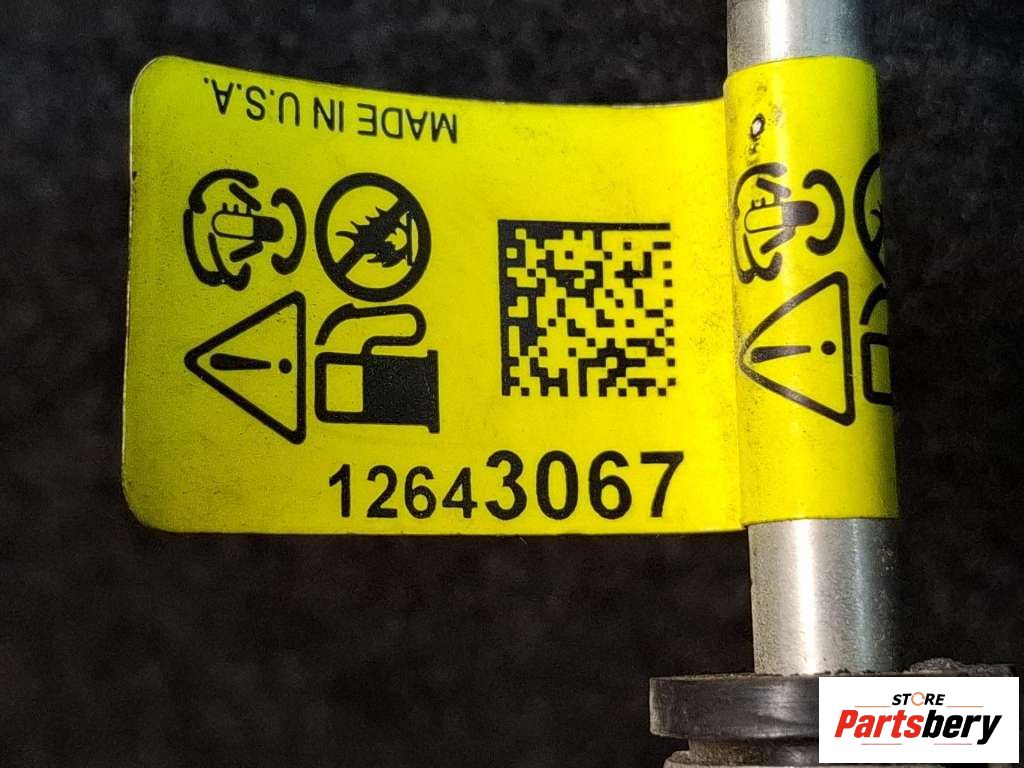 MADE IN U.S.A.
12643067
STORE
Partsbery